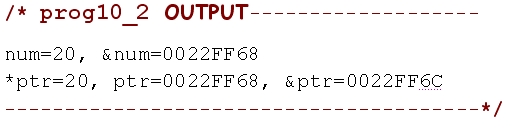 /* prog10_2 OUTPUT-------------------
num=20, &num=0022FF68
*ptr=20, ptr=0022FF68, &ptr=0022FF6C
---------------------------------------*/